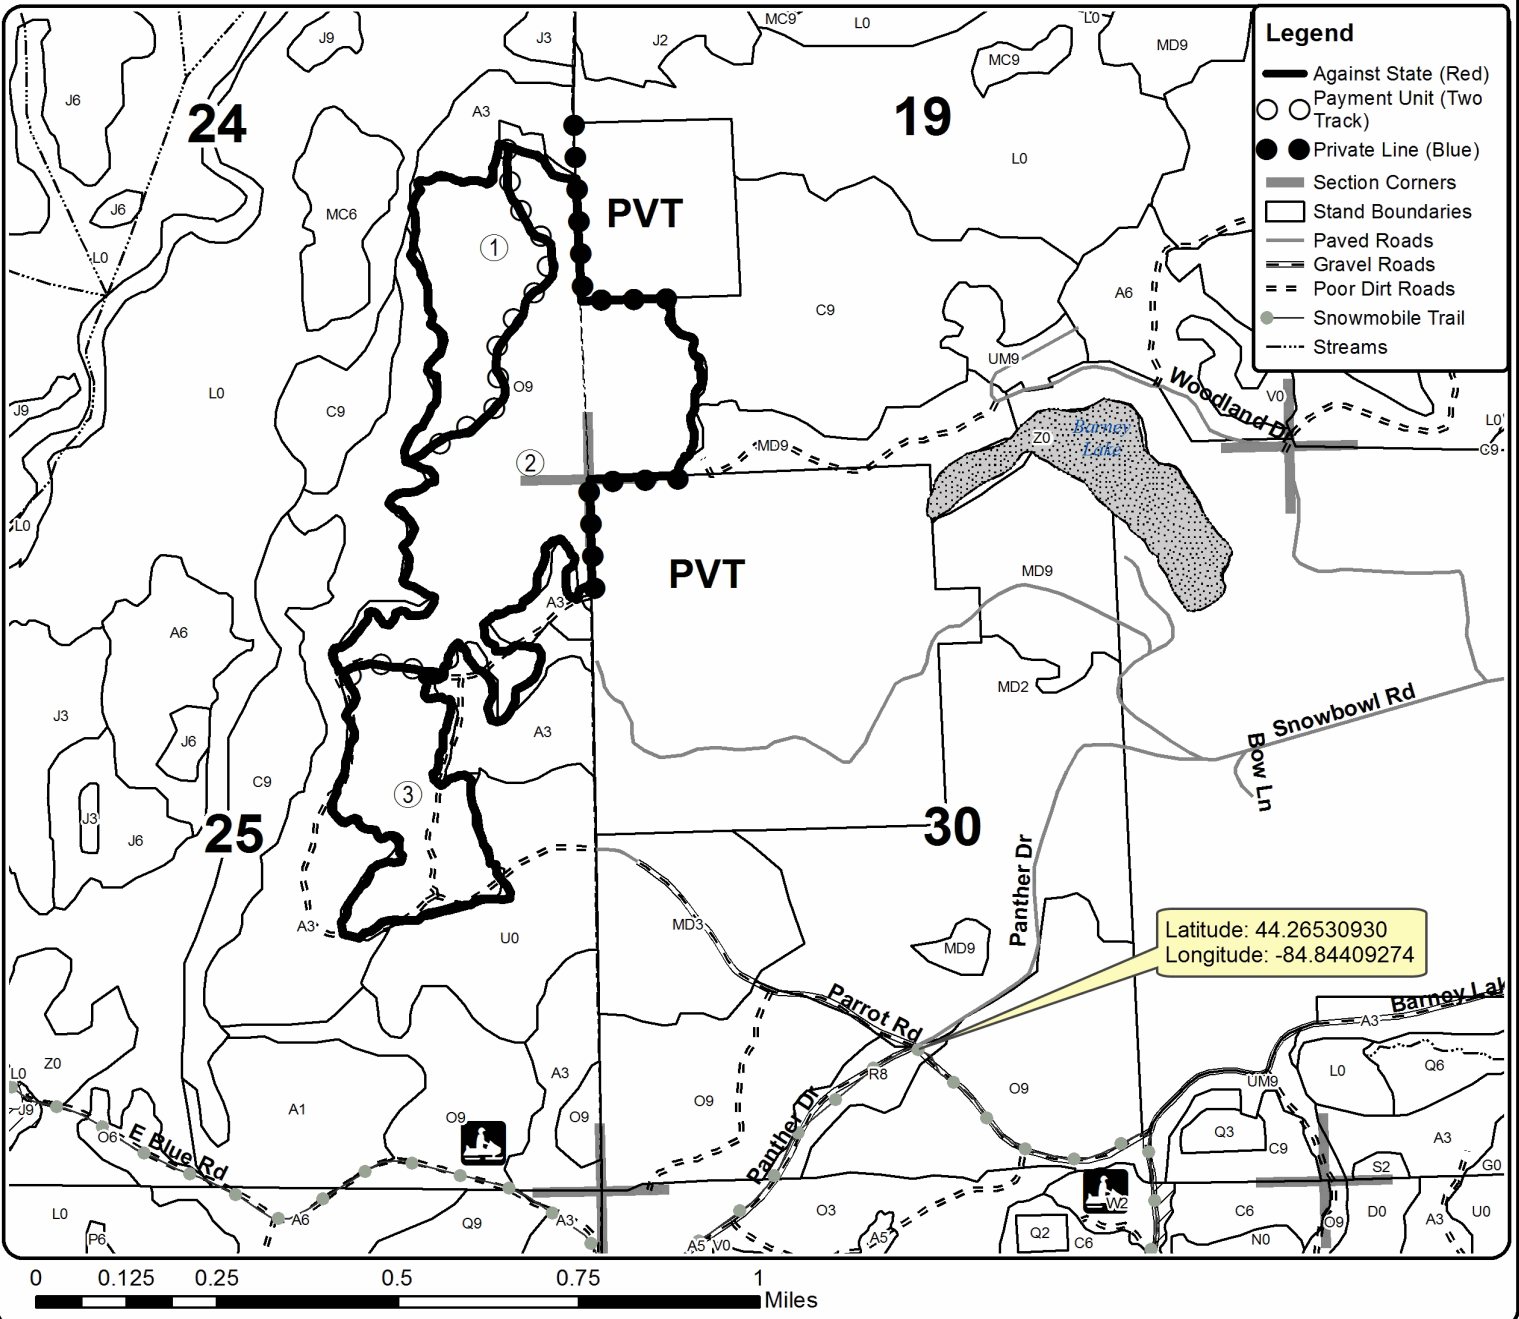 J9
J3
J2
MC9
L0
L0
MD9
MC9
J6
24
A3
19
L0
J6
MC6
PVT
L0
1
A6
C9
UM9
L0
O9
C9
J9
Woodland Dr
V0
L0
Barney
Lake
Z0
MD9
C9
2
L0
PVT
MD9
A3
A6
MD2
J3
A3
J6
Snowbowl Rd
Bow Ln
C9
3
J3
J6
25
30
Panther Dr
MD3
A3
U0
MD9
Latitude: 44.26530930
Longitude: -84.84409274
Parrot Rd
Barney Lak
A3
Z0
L0
J9
A3
R8
O9
UM9
L0
Q6
A1
O9
O9
O9
O6
E Blue Rd
Panther Dr
Q3
C9
A3
S2
G0
L0
P6
A6
Q9
A3
A5
V0
O3
A5
W2
Q2
C6
C6
N0
O9
D0
A3
U0
Legend
Against State (Red)
Payment Unit (Two
Track)
Private Line (Blue)
Section Corners
Stand Boundaries
Paved Roads
Gravel Roads
Poor Dirt Roads
Snowmobile Trail
Streams
0 0.125 0.25 0.5 0.75 1
Miles